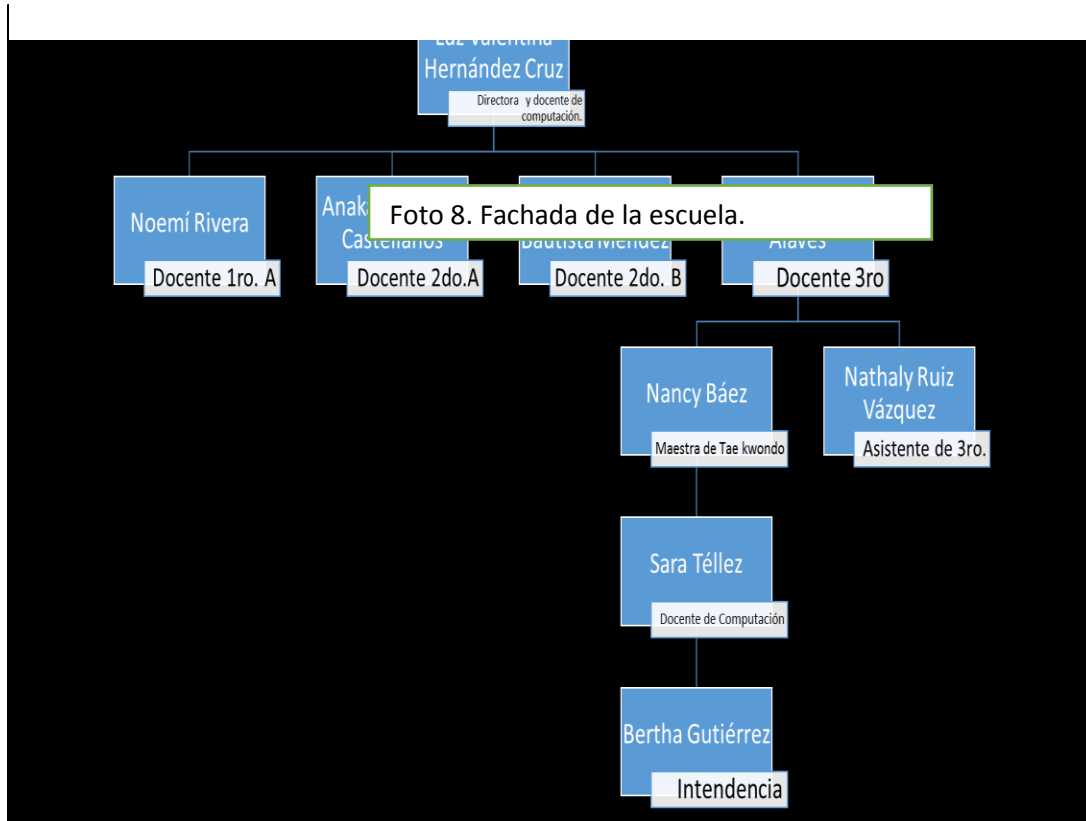 Hernández Cruz
Directora y docente de
computación.
Noemí Rivera
Docente 1ro. A
Castellanos
Docente 2do.A
Foto 8. Fachada de la escuela.
Bautista Méndez
Docente 2do. B
Docente 3ro
Nancy Báez
Maestra de Tae kwondo
Nathaly Ruiz
Vázquez
Asistente de 3ro.
Sara Téllez
Docente de Computación
Bertha Gutiérrez
Intendencia